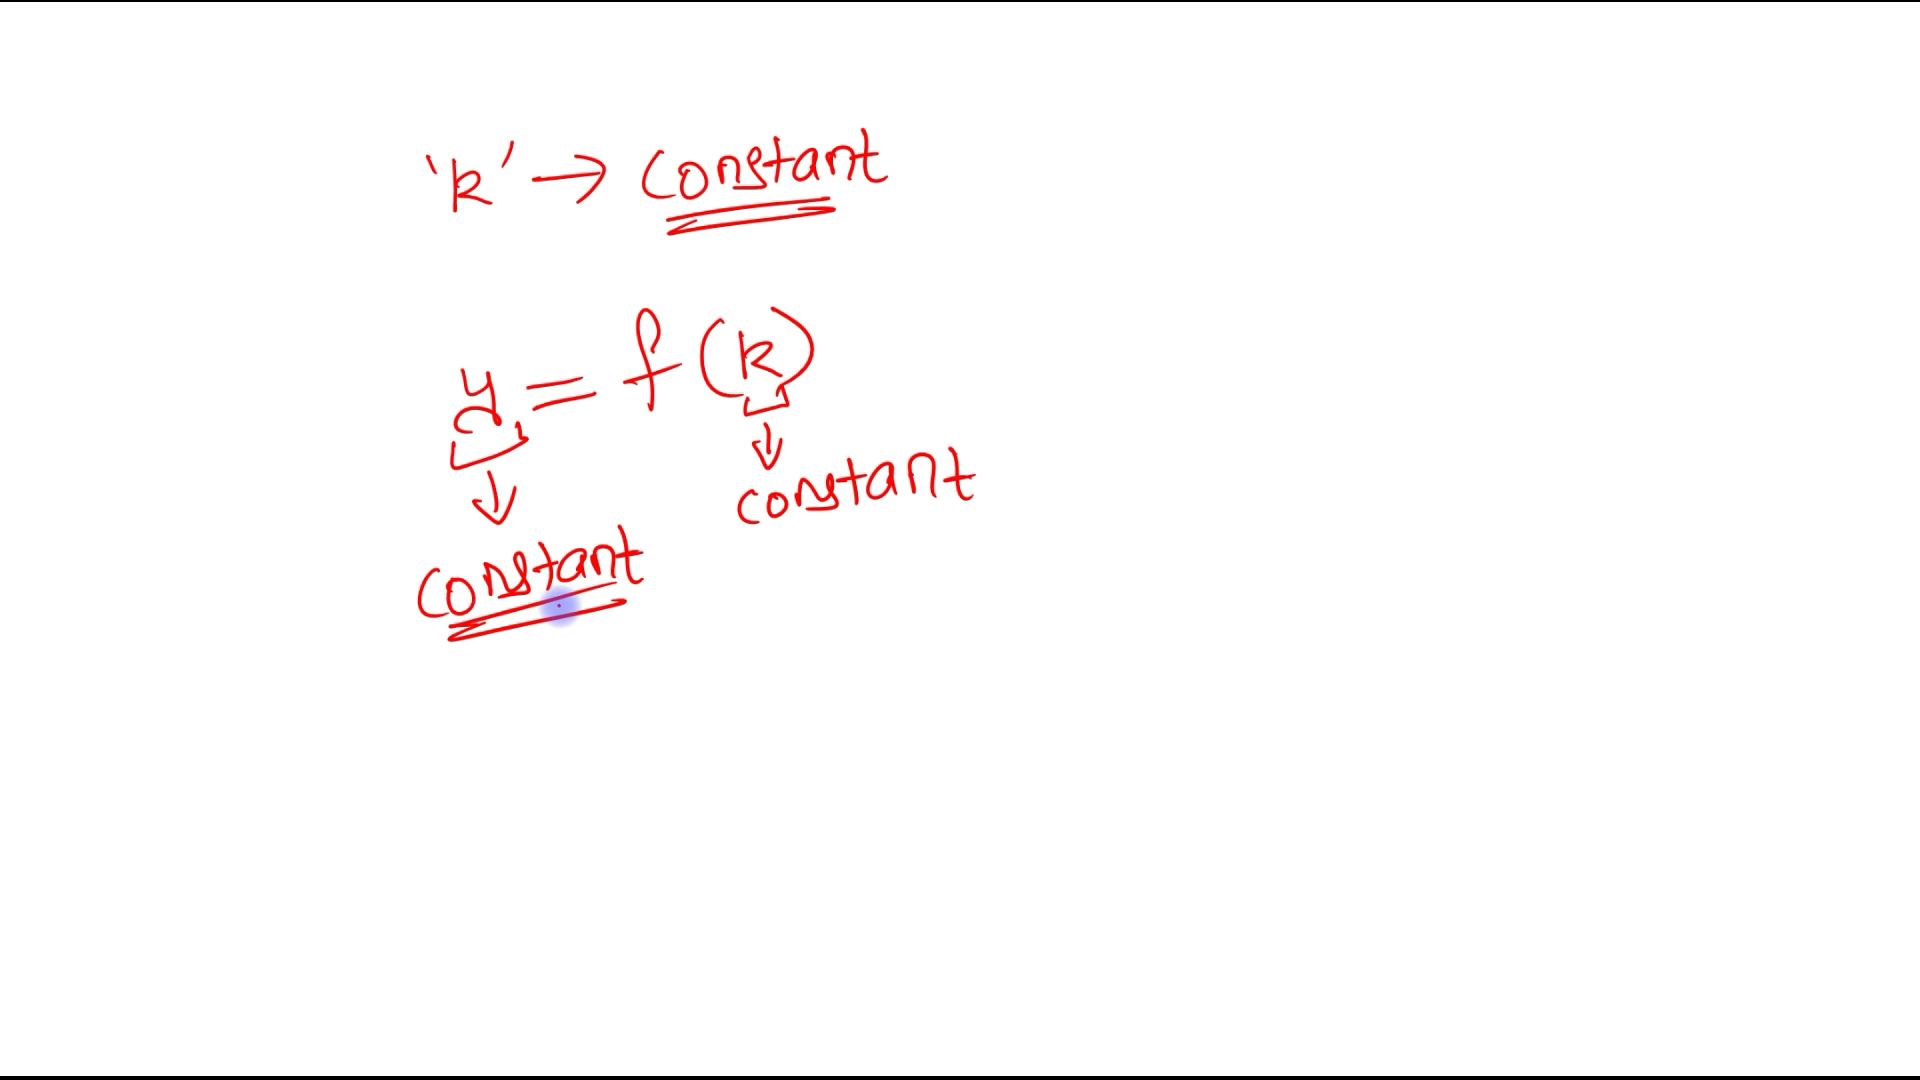 'k' → Constant
y = f(k)
constant
Constant